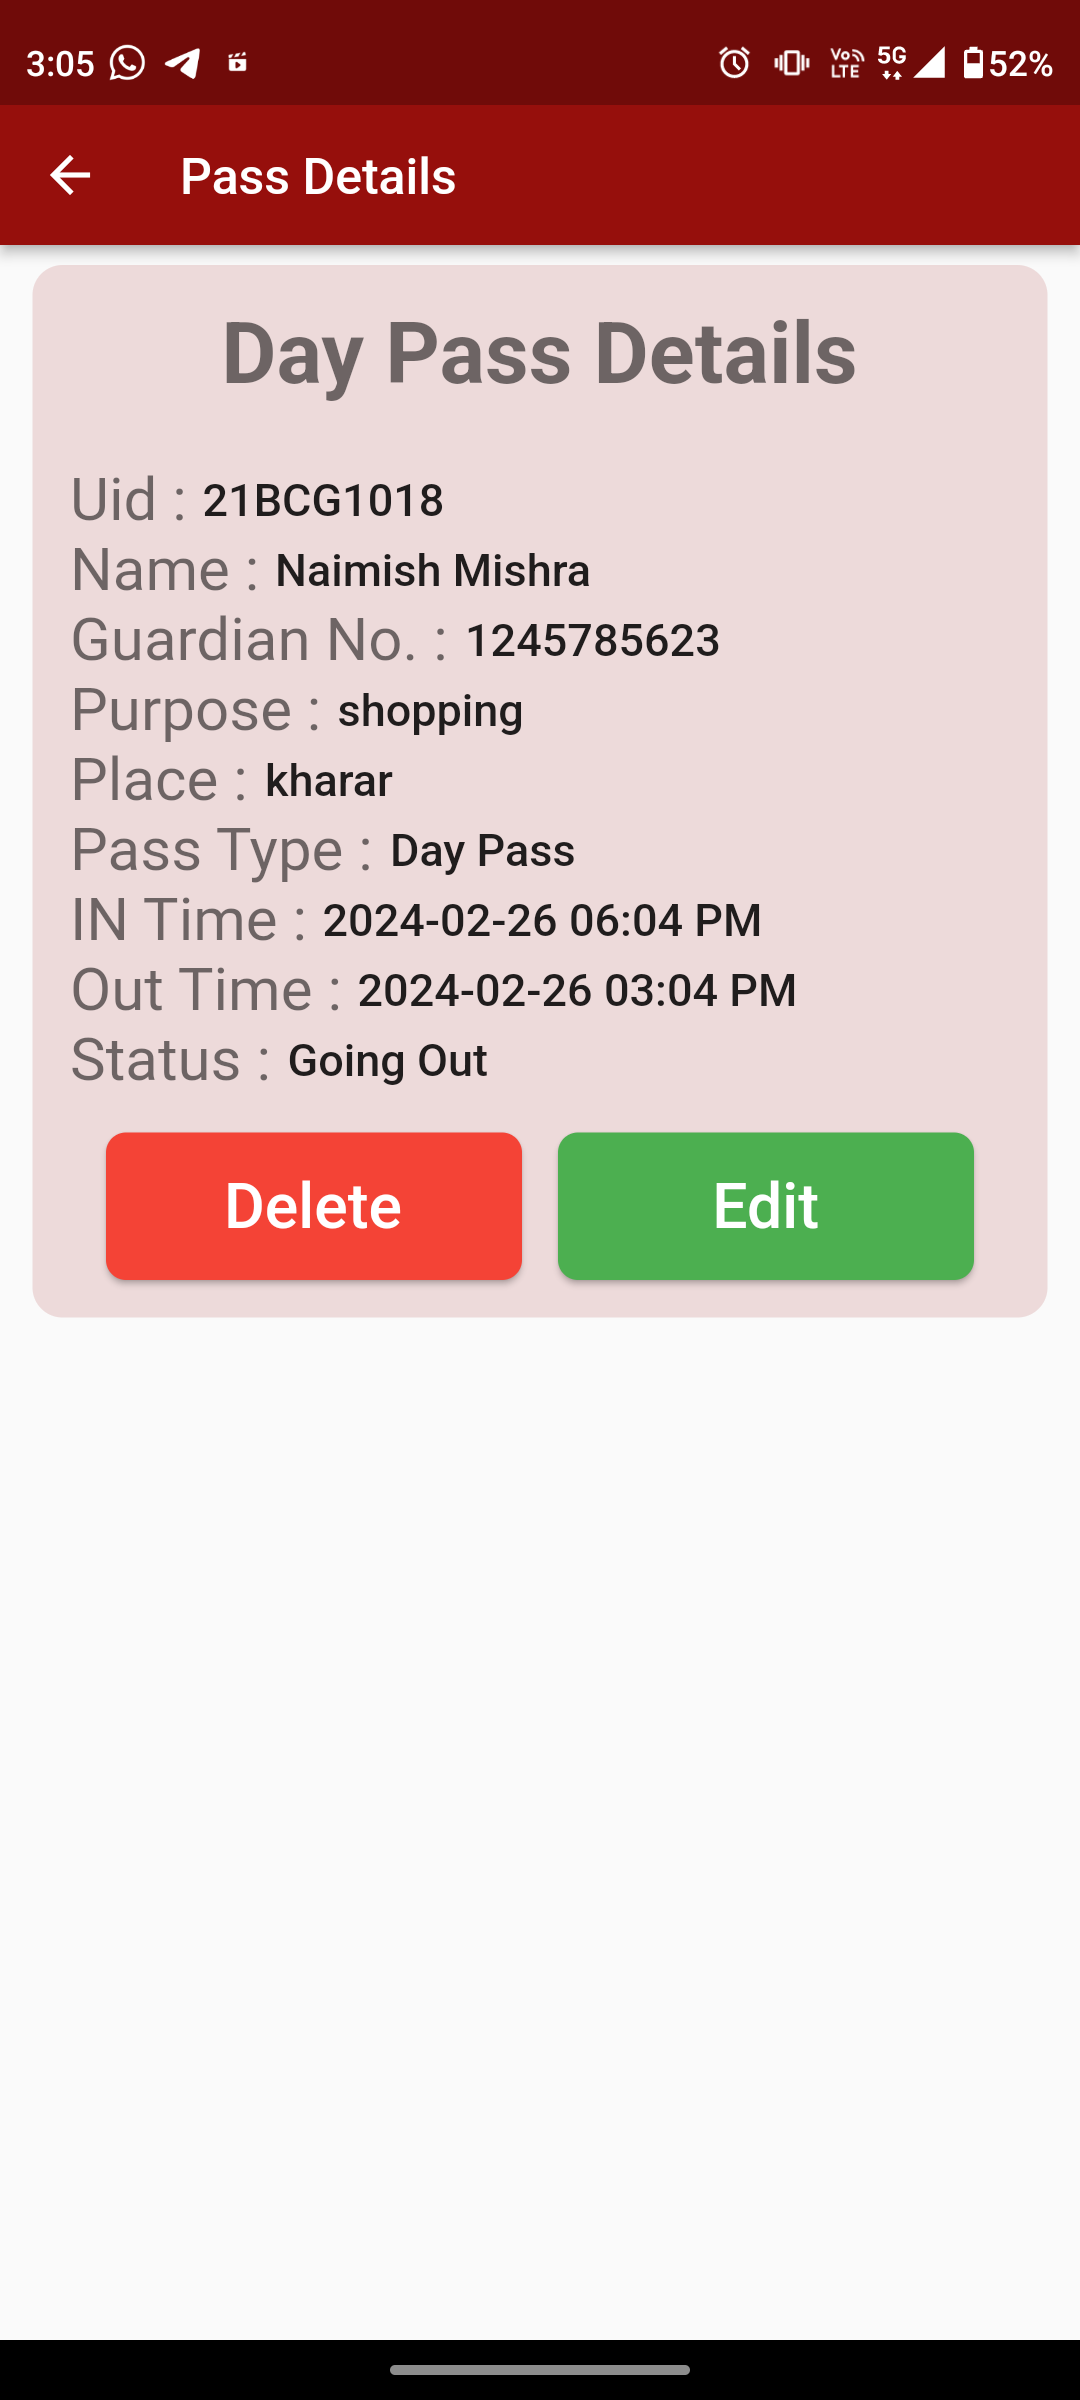 3:05 Vo LTE 5G 52%
Pass Details
Day Pass Details
Uid : 21BCG1018
Name : Naimish Mishra
Guardian No. : 1245785623
Purpose : shopping
Place : kharar
Pass Type : Day Pass
IN Time : 2024-02-26 06:04 PM
Out Time : 2024-02-26 03:04 PM
Status : Going Out
Delete Edit